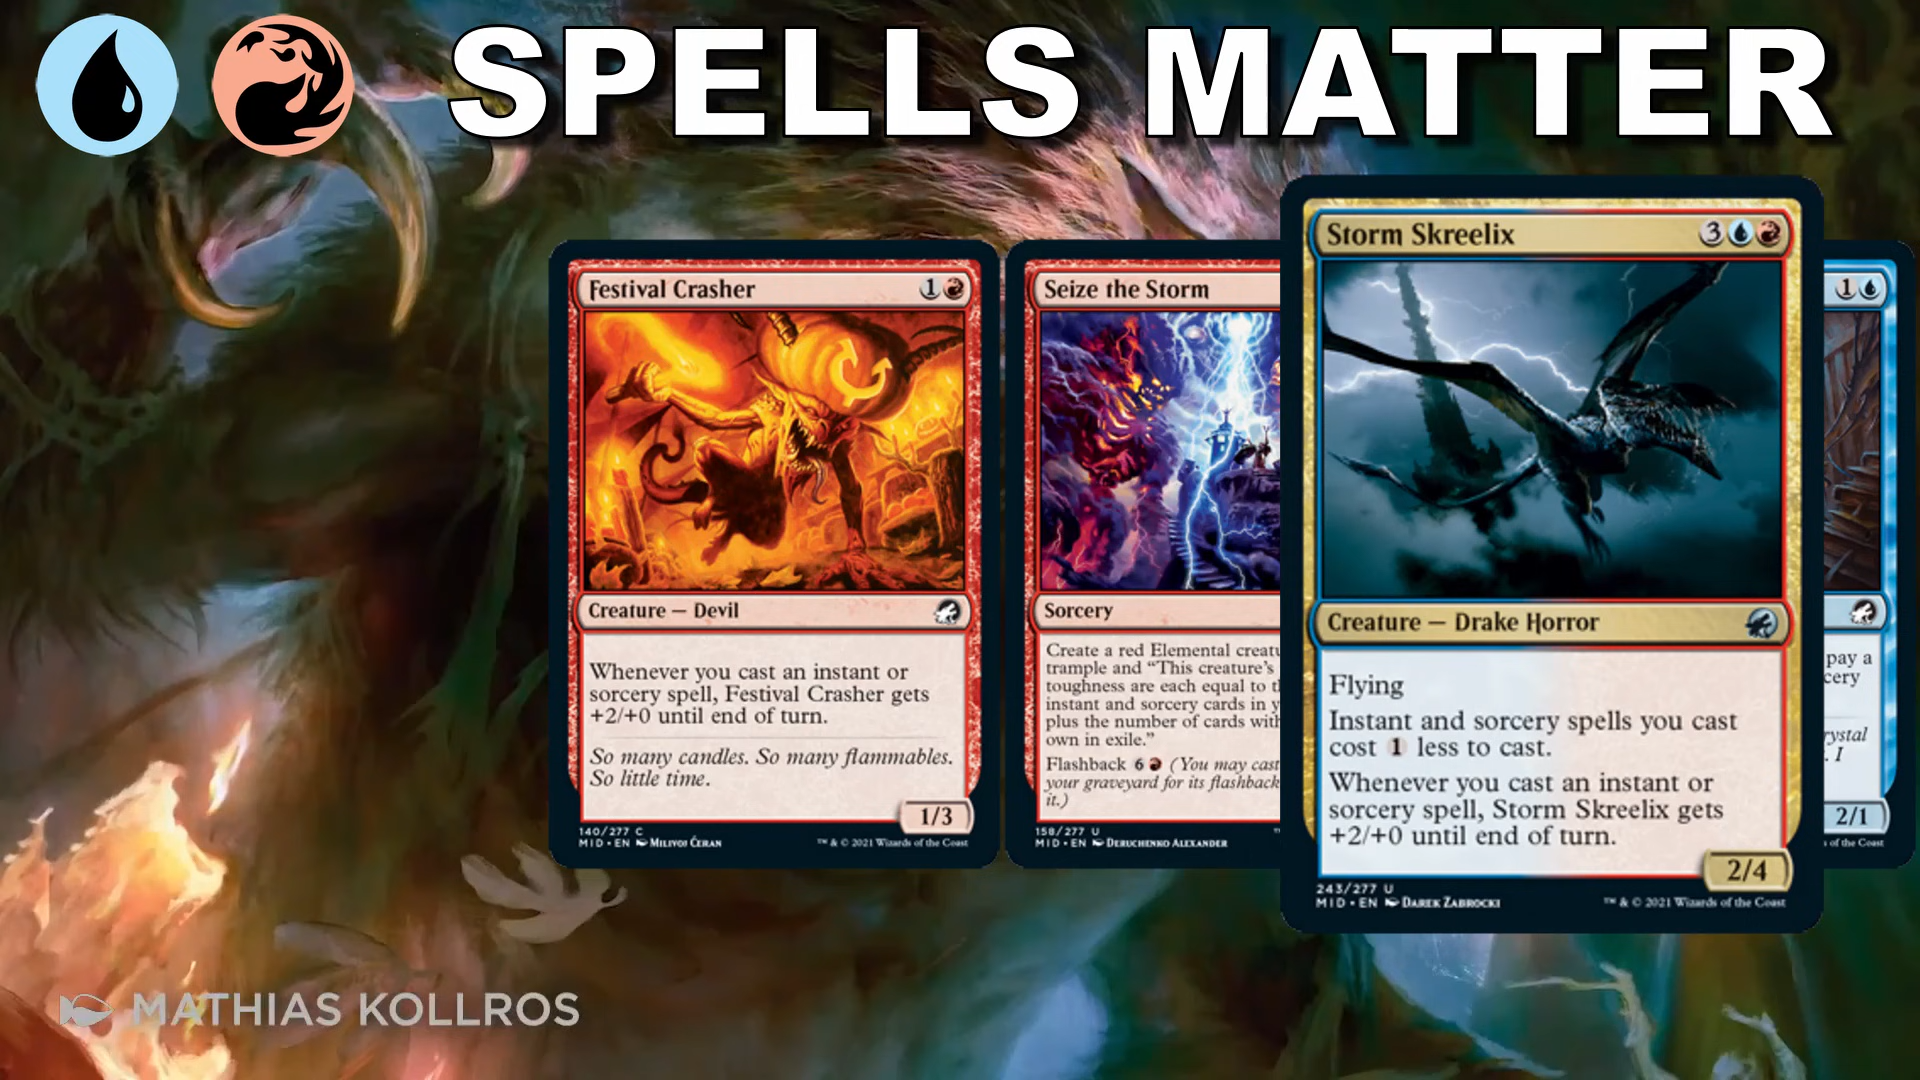 SPELLS MATTER
Festival Crasher
1
Creature — Devil
Whenever you cast an instant or
sorcery spell, Festival Crasher gets
+2/+0 until end of turn.
So many candles. So many flammables.
So little time.
1/3
140/277 C
MID • EN MILIVOJ ĆERAN
™ & © 2021 Wizards of the Coast
Seize the Storm
Sorcery
Create a red Elemental creatu
trample and “This creature’s
toughness are each equal to th
instant and sorcery cards in y
plus the number of cards with
own in exile.”
Flashback 6 (You may cast
your graveyard for its flashback
it.)
158/277 U
MID • EN DERUCHENKO ALEXANDER
Storm Skreelix
3
Creature — Drake Horror
Flying
Instant and sorcery spells you cast
cost 1 less to cast.
Whenever you cast an instant or
sorcery spell, Storm Skreelix gets
+2/+0 until end of turn.
2/4
243/277 U
MID • EN DAREK ZABROCKI
™ & © 2021 Wizards of the Coast
1
pay a
cery
rystal
. I
2/1
of the Coast
MATHIAS KOLLROS